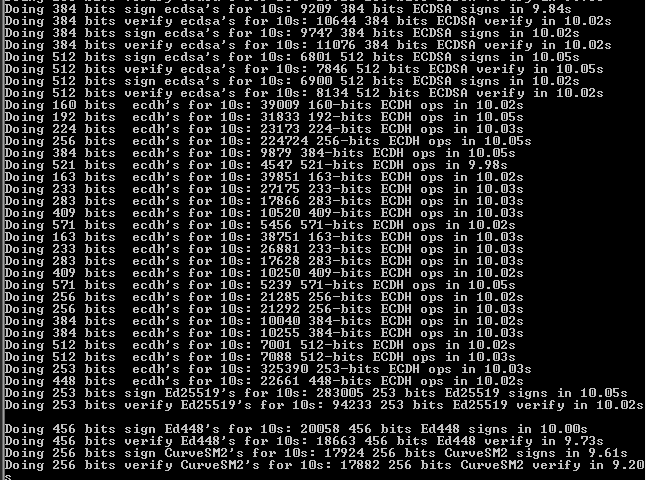 Doing 384 bits sign ecdsa's for 10s: 9209 384 bits ECDSA signs in 9.84s
Doing 384 bits verify ecdsa's for 10s: 10644 384 bits ECDSA verify in 10.02s
Doing 384 bits sign ecdsa's for 10s: 9747 384 bits ECDSA signs in 10.02s
Doing 384 bits verify ecdsa's for 10s: 11076 384 bits ECDSA verify in 10.02s
Doing 512 bits sign ecdsa's for 10s: 6801 512 bits ECDSA signs in 10.05s
Doing 512 bits verify ecdsa's for 10s: 7846 512 bits ECDSA verify in 10.05s
Doing 512 bits sign ecdsa's for 10s: 6900 512 bits ECDSA signs in 10.02s
Doing 512 bits verify ecdsa's for 10s: 8134 512 bits ECDSA verify in 10.02s
Doing 160 bits  ecdh's for 10s: 39009 160-bits ECDH ops in 10.02s
Doing 192 bits  ecdh's for 10s: 31833 192-bits ECDH ops in 10.05s
Doing 224 bits  ecdh's for 10s: 23173 224-bits ECDH ops in 10.03s
Doing 256 bits  ecdh's for 10s: 224724 256-bits ECDH ops in 10.05s
Doing 384 bits  ecdh's for 10s: 9879 384-bits ECDH ops in 10.05s
Doing 521 bits  ecdh's for 10s: 4547 521-bits ECDH ops in 9.98s
Doing 163 bits  ecdh's for 10s: 39851 163-bits ECDH ops in 10.02s
Doing 233 bits  ecdh's for 10s: 27175 233-bits ECDH ops in 10.03s
Doing 283 bits  ecdh's for 10s: 17866 283-bits ECDH ops in 10.03s
Doing 409 bits  ecdh's for 10s: 10520 409-bits ECDH ops in 10.03s
Doing 571 bits  ecdh's for 10s: 5456 571-bits ECDH ops in 10.02s
Doing 163 bits  ecdh's for 10s: 38751 163-bits ECDH ops in 10.03s
Doing 233 bits  ecdh's for 10s: 26881 233-bits ECDH ops in 10.03s
Doing 283 bits  ecdh's for 10s: 17628 283-bits ECDH ops in 10.03s
Doing 409 bits  ecdh's for 10s: 10250 409-bits ECDH ops in 10.02s
Doing 571 bits  ecdh's for 10s: 5239 571-bits ECDH ops in 10.05s
Doing 256 bits  ecdh's for 10s: 21285 256-bits ECDH ops in 10.02s
Doing 256 bits  ecdh's for 10s: 21292 256-bits ECDH ops in 10.03s
Doing 384 bits  ecdh's for 10s: 10040 384-bits ECDH ops in 10.02s
Doing 384 bits  ecdh's for 10s: 10255 384-bits ECDH ops in 10.03s
Doing 512 bits  ecdh's for 10s: 7001 512-bits ECDH ops in 10.02s
Doing 512 bits  ecdh's for 10s: 7088 512-bits ECDH ops in 10.03s
Doing 253 bits  ecdh's for 10s: 325390 253-bits ECDH ops in 10.03s
Doing 448 bits  ecdh's for 10s: 22661 448-bits ECDH ops in 10.02s
Doing 253 bits sign Ed25519's for 10s: 283005 253 bits Ed25519 signs in 10.05s
Doing 253 bits verify Ed25519's for 10s: 94233 253 bits Ed25519 verify in 10.02s
Doing 456 bits sign Ed448's for 10s: 20058 456 bits Ed448 signs in 10.00s
Doing 456 bits verify Ed448's for 10s: 18663 456 bits Ed448 verify in 9.73s
Doing 256 bits sign CurveSM2's for 10s: 17924 256 bits CurveSM2 signs in 9.61s
Doing 256 bits verify CurveSM2's for 10s: 17882 256 bits CurveSM2 verify in 9.20
s